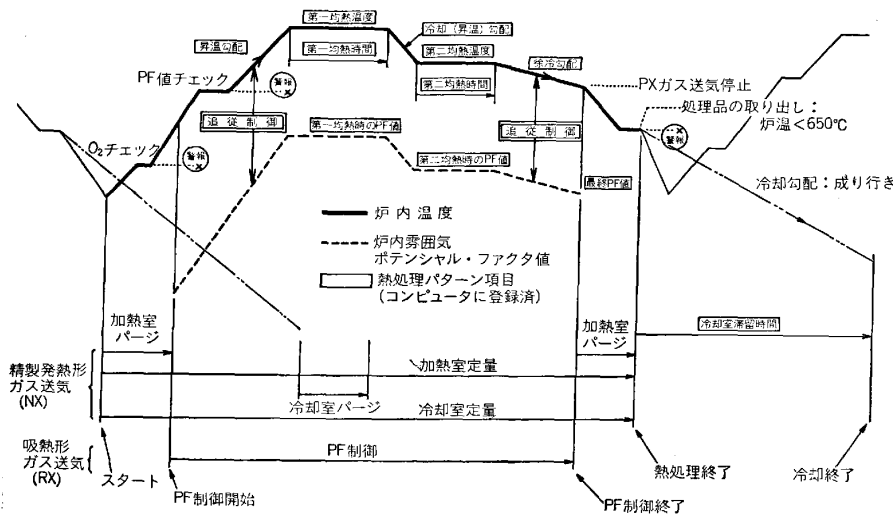 第一均熱温度
冷却(昇温)勾配
昇温勾配
第一均熱時間
第二均熱温度
徐冷勾配
PF値チェック
警報
第二均熱時間
PXガス送気停止
処理品の取り出し:
炉温<650℃
警報
追従制御
第一均熱時のPF値
追従制御
O₂チェック
警報
第二均熱時のPF値
最終PF値
冷却勾配:成り行き
炉内温度
炉内雰囲気
ポテンシャル・ファクタ値
熱処理パターン項目
(コンピュータに登録済)
加熱室
パージ
加熱室
パージ
冷却室滞留時間
精製発熱形
ガス送気
(NX)
加熱室定量
冷却室パージ
冷却室定量
吸熱形
ガス送気
(RX)
スタート
PF制御
熱処理終了
冷却終了
PF制御開始
PF制御終了